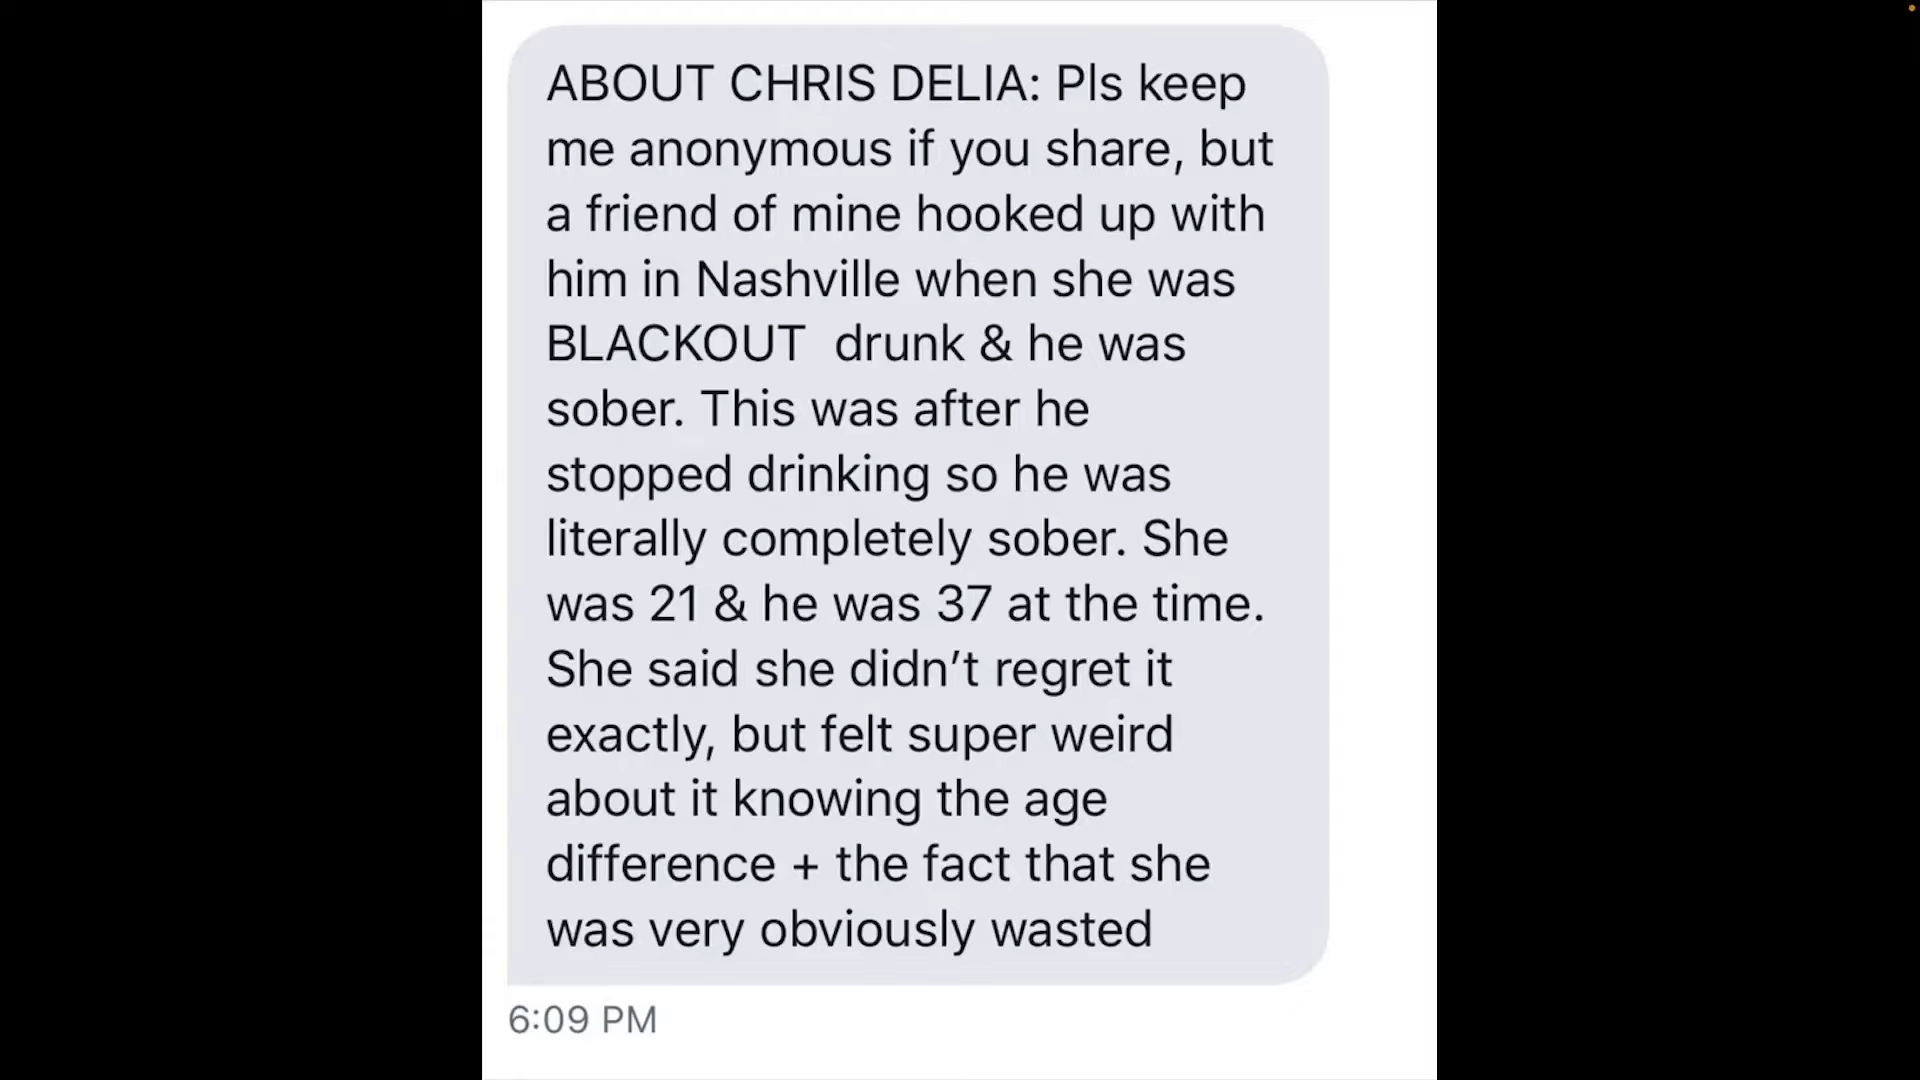 ABOUT CHRIS DELIA: Pls keep
me anonymous if you share, but
a friend of mine hooked up with
him in Nashville when she was
BLACKOUT  drunk & he was
sober. This was after he
stopped drinking so he was
literally completely sober. She
was 21 & he was 37 at the time.
She said she didn’t regret it
exactly, but felt super weird
about it knowing the age
difference + the fact that she
was very obviously wasted
6:09 PM